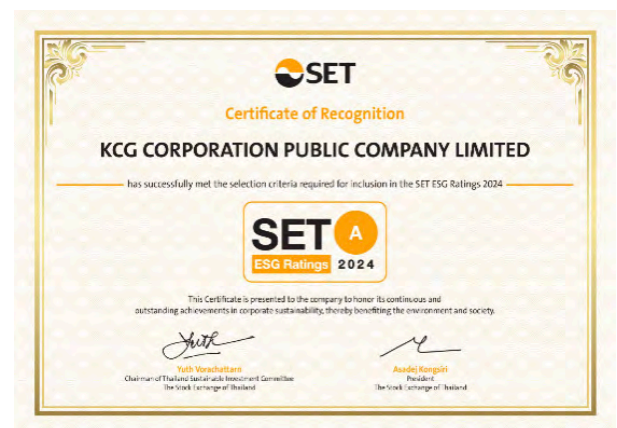 SET
Certificate of Recognition
KCG CORPORATION PUBLIC COMPANY LIMITED
has successfully met the selection criteria required for inclusion in the SET ESG Ratings 2024
SET A
ESG Ratings 2024
This Certificate is presented to the company to honor its continuous and
outstanding achievements in corporate sustainability, thereby benefiting the environment and society.
Yuth Vorachattarn
Chairman of Thailand Sustainable Investment Committee
The Stock Exchange of Thailand
Asadej Kongsiri
President
The Stock Exchange of Thailand